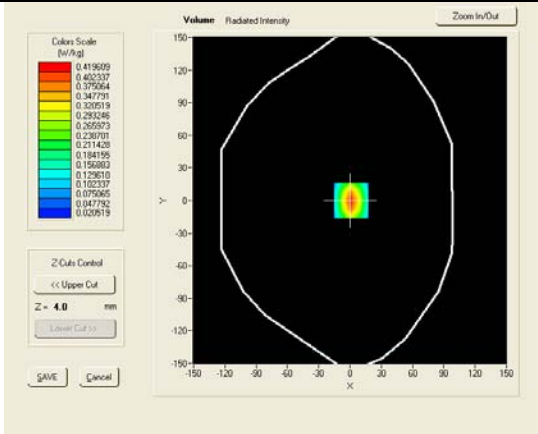 Volume Radiated Intensity
Zoom In/Out
Colors Scale
(W/kg)
0.419609
0.402337
0.375064
0.347791
0.320519
0.293246
0.265973
0.238701
0.211428
0.184155
0.156883
0.129610
0.102337
0.075065
0.047792
0.020519
Z-Cuts Control
<< Upper Cut
Z = 4.0 mm
Lower Cut >>
SAVE Cancel
150
120
90
60
30
0
-30
-60
-90
-120
-150
Y
-150 -120 -90 -60 -30 0 30 60 90 120 150
X